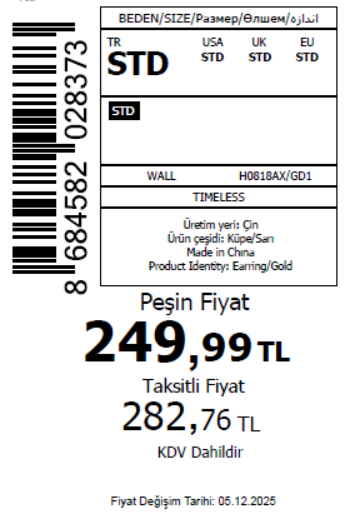 BEDEN/SIZE/Размер/Өлшем/اندازه
TR USA UK EU
STD STD STD STD
STD
WALL H0818AX/GD1
TIMELESS
Üretim yeri: Çin
Ürün çeşidi: Küpe/Sarı
Made in China
Product Identity: Earring/Gold
8 684582 028373
Peşin Fiyat
249,99 TL
Taksitli Fiyat
282,76 TL
KDV Dahildir
Fiyat Değişim Tarihi: 05.12.2025